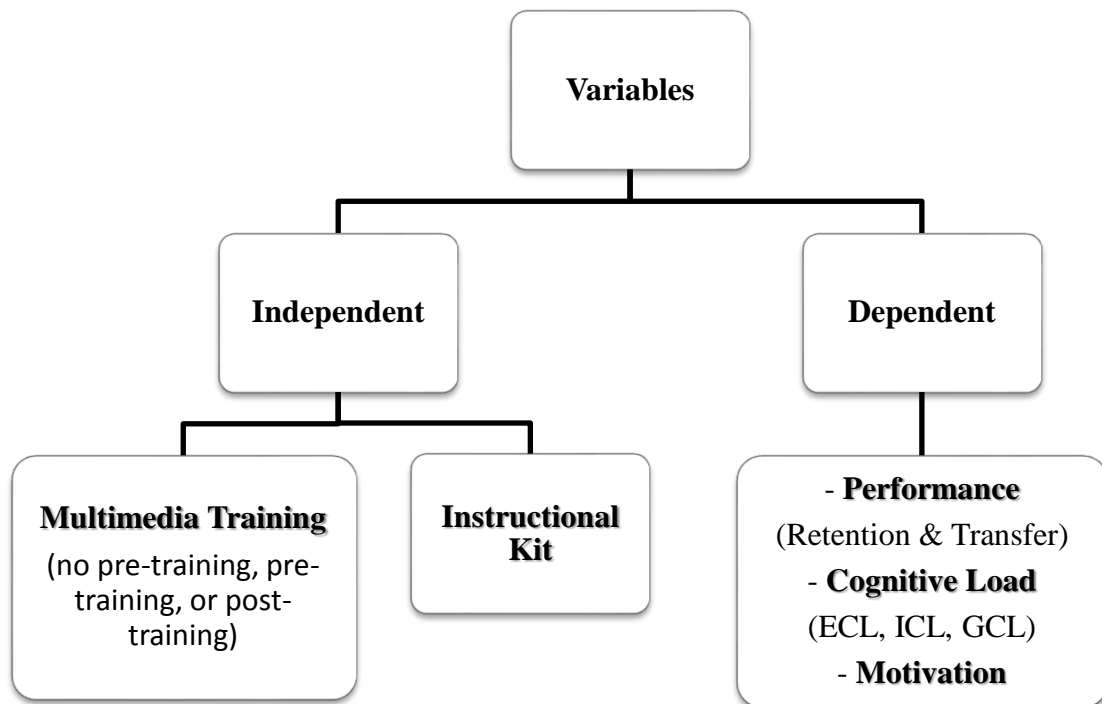 Variables
Independent
Dependent
Multimedia Training
(no pre-training, pre-
training, or post-
training)
Instructional
Kit
- Performance
(Retention & Transfer)
- Cognitive Load
(ECL, ICL, GCL)
- Motivation